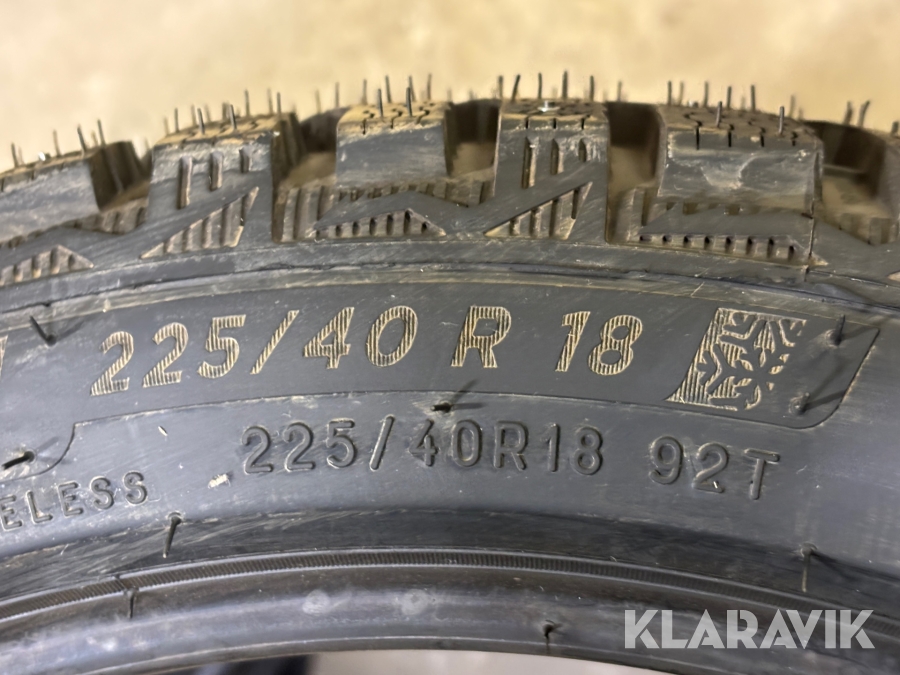 225/40 R 18
225/40R18 92T
ELESS
KLARAVIK